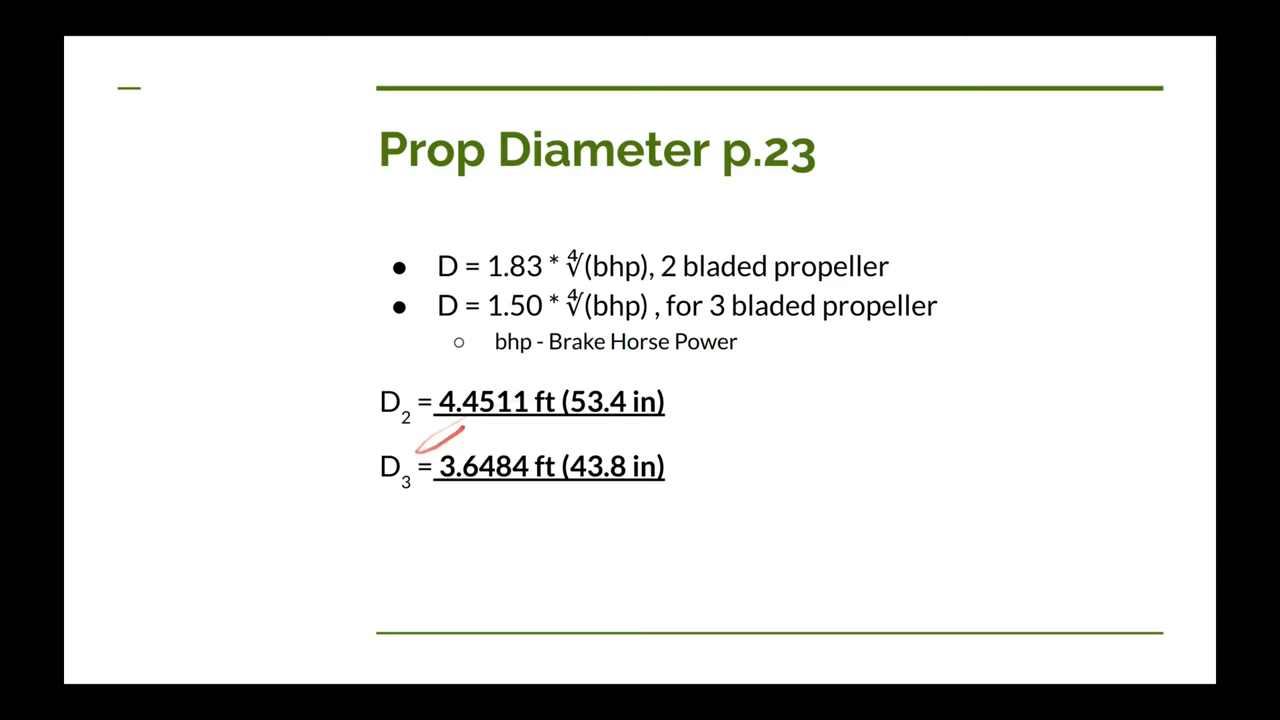 Prop Diameter p.23
● D = 1.83 * ∜(bhp), 2 bladed propeller
● D = 1.50 * ∜(bhp) , for 3 bladed propeller
○ bhp - Brake Horse Power
D₂ = 4.4511 ft (53.4 in)
D₃ = 3.6484 ft (43.8 in)